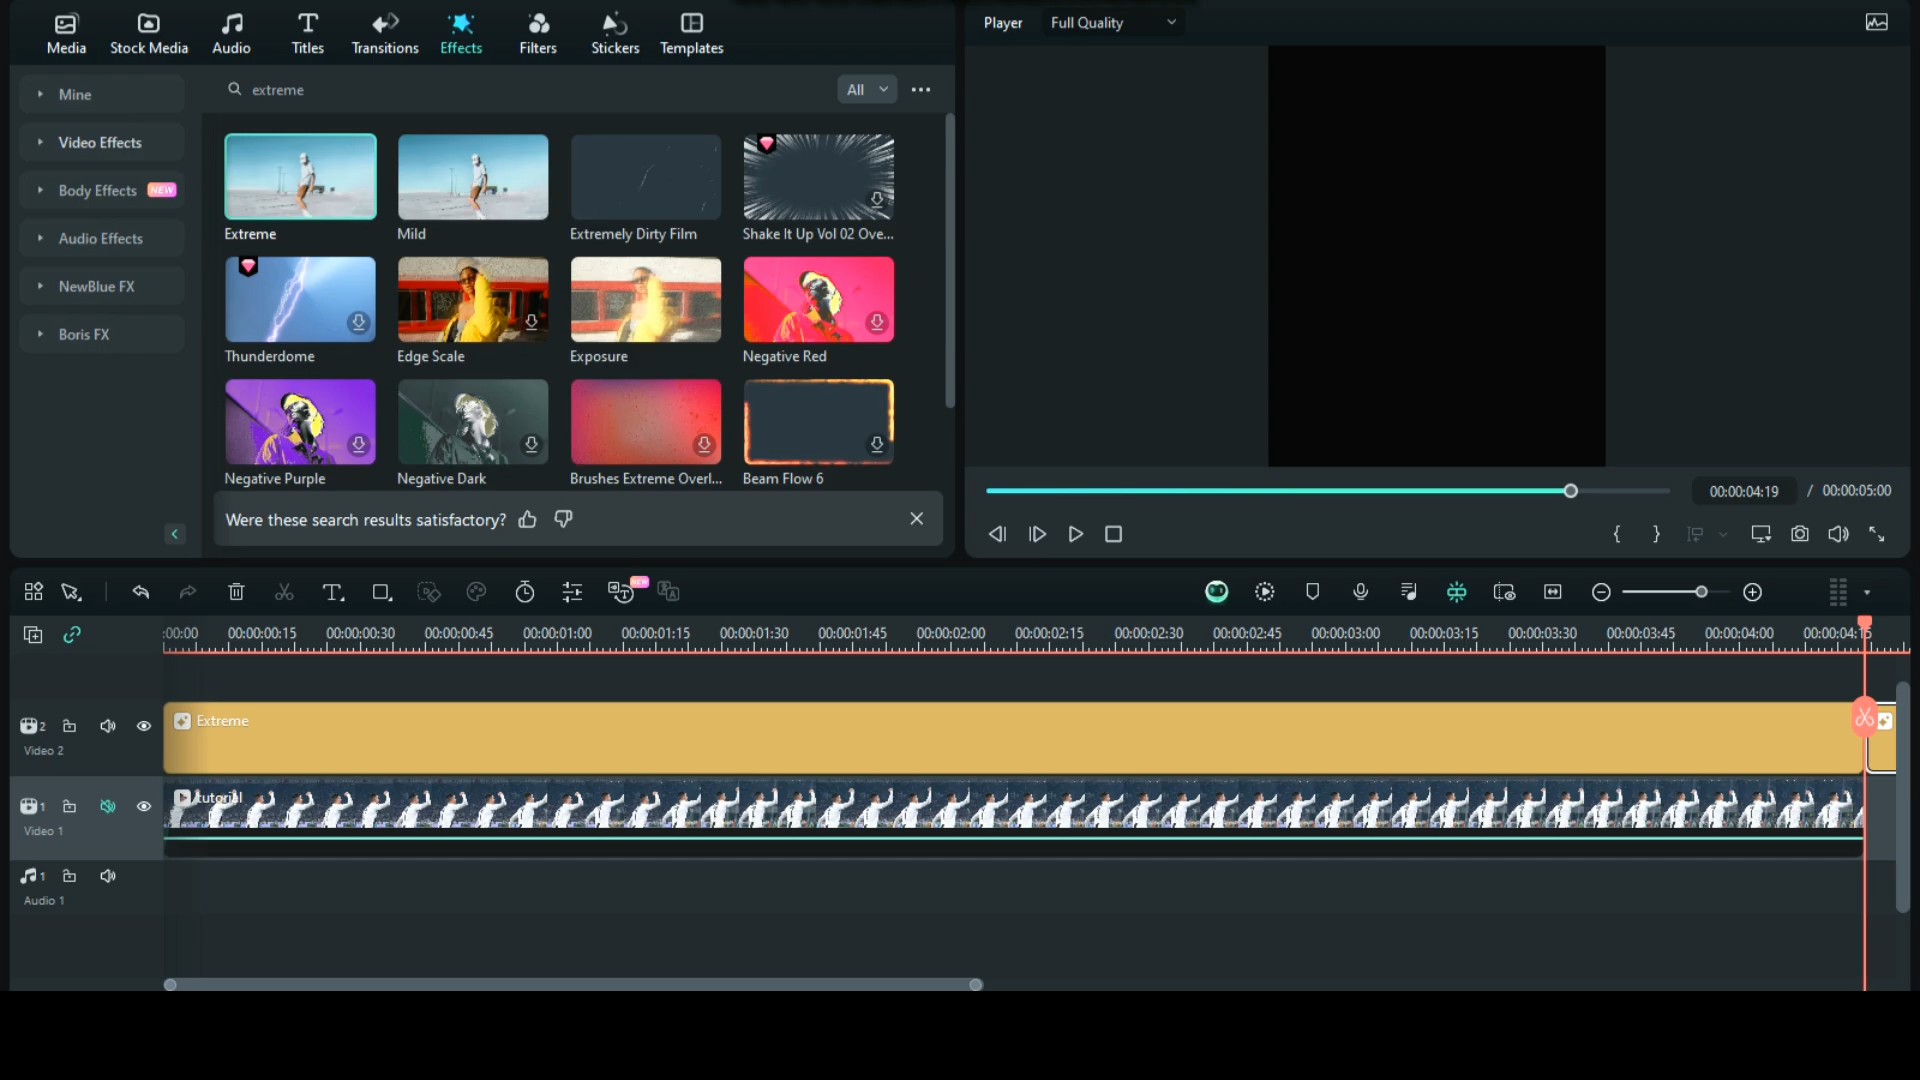 Media Stock Media Audio Titles Transitions Effects Filters Stickers Templates
Player Full Quality
Mine
Video Effects
Body Effects NEW
Audio Effects
NewBlue FX
Boris FX
extreme All
Extreme Mild Extremely Dirty Film Shake It Up Vol 02 Ove...
Thunderdome Edge Scale Exposure Negative Red
Negative Purple Negative Dark Brushes Extreme Overl... Beam Flow 6
Were these search results satisfactory?
00:00:04:19 / 00:00:05:00
NEW
:00:00 00:00:00:15 00:00:00:30 00:00:00:45 00:00:01:00 00:00:01:15 00:00:01:30 00:00:01:45 00:00:02:00 00:00:02:15 00:00:02:30 00:00:02:45 00:00:03:00 00:00:03:15 00:00:03:30 00:00:03:45 00:00:04:00 00:00:04:15
2
Video 2
Extreme
1
Video 1
tutorial
1
Audio 1